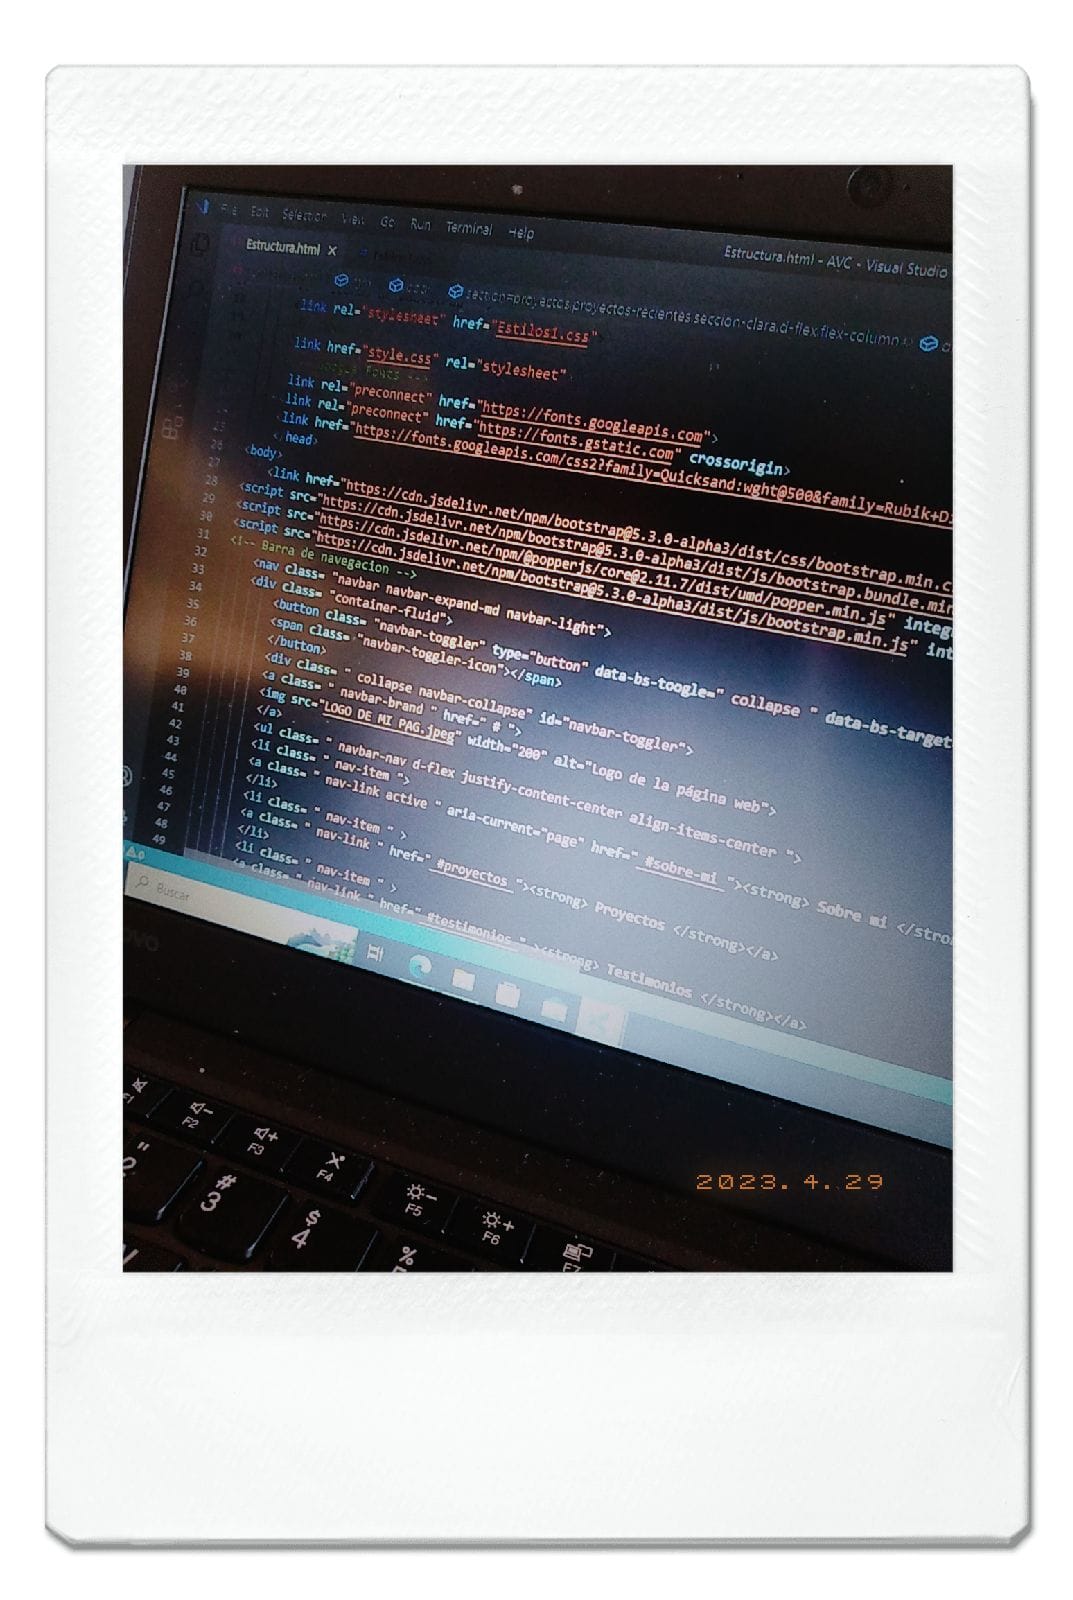 File Edit Selection View Go Run Terminal Help
Estructura.html - AVC - Visual Studio
Estructura.html ×
section#proyectos.proyectos-recientes.seccion-clara.d-flex.flex-column
link rel="stylesheet" href="Estilos1.css"
link href="style.css" rel="stylesheet"
Fonts
link rel="preconnect" href="https://fonts.googleapis.com">
link rel="preconnect" href="https://fonts.gstatic.com" crossorigin>
link href="https://fonts.googleapis.com/css2?family=Quicksand:wght@500&family=Rubik+D
25 /head>
26 <body>
27 <link href="https://cdn.jsdelivr.net/npm/bootstrap@5.3.0-alpha3/dist/css/bootstrap.min.c
28 <script src="https://cdn.jsdelivr.net/npm/bootstrap@5.3.0-alpha3/dist/js/bootstrap.bundle.min
29 <script src="https://cdn.jsdelivr.net/npm/@popperjs/core@2.11.7/dist/umd/popper.min.js" integ
30 <script src="https://cdn.jsdelivr.net/npm/bootstrap@5.3.0-alpha3/dist/js/bootstrap.min.js" int
31 <!-- Barra de navegacion -->
32 <nav class= "navbar navbar-expand-md navbar-light">
33 <div class= "container-fluid">
34 <button class= "navbar-toggler" type="button" data-bs-toogle=" collapse " data-bs-target
35 <span class= "navbar-toggler-icon"></span>
36 </button>
37 <div class= " collapse navbar-collapse" id="navbar-toggler">
38 <a class= " navbar-brand " href=" # ">
39 <img src="LOGO DE MI PAG.jpeg" width="200" alt="Logo de la página web">
40 </a>
41 <ul class= " navbar-nav d-flex justify-content-center align-items-center ">
42 <li class= " nav-item ">
43 <a class= " nav-link active " aria-current="page" href=" #sobre-mi "><strong> Sobre mi </stro
44 </li>
45 <li class= " nav-item " >
46 <a class= " nav-link " href=" #proyectos "><strong> Proyectos </strong></a>
47 </li>
48 <li class= " nav-item " >
49 <a class= " nav-link " href=" #testimonios " ><strong> Testimonios </strong></a>
0
Buscar
F1 F2 F3 F4 F5 F6 F7
2 " # 3 $ 4 %
2023. 4. 29